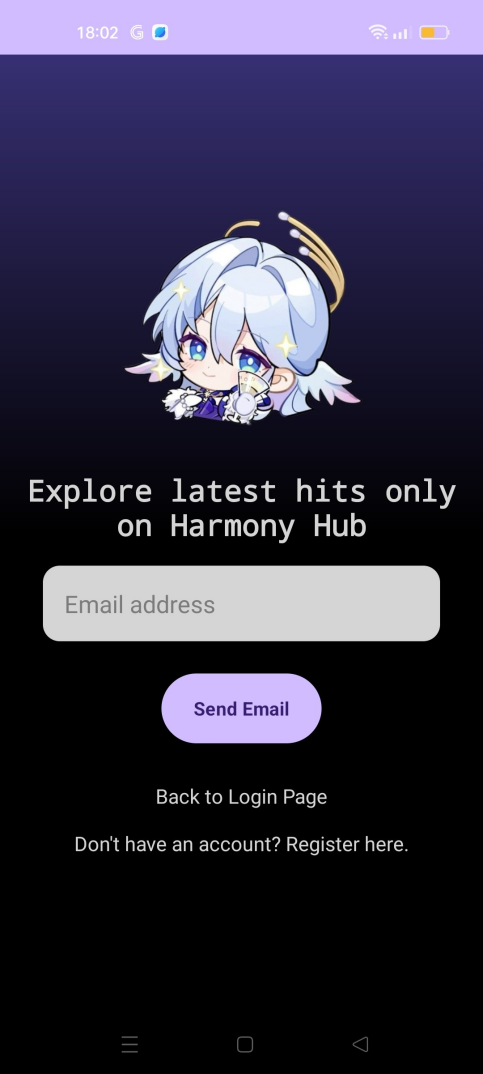 18:02
Explore latest hits only
on Harmony Hub
Email address
Send Email
Back to Login Page
Don't have an account? Register here.